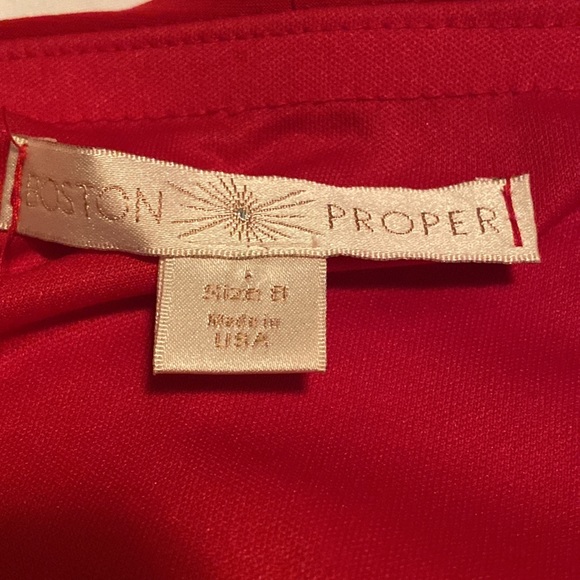 BOSTON PROPER
Size: 8
Made in
USA